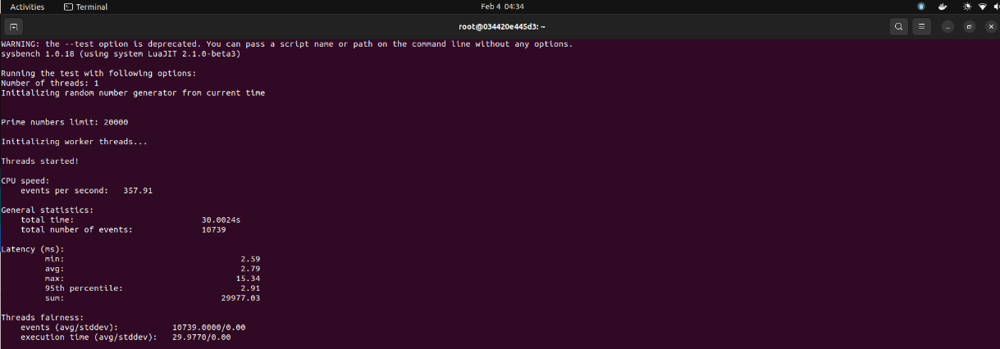 Activities Terminal Feb 4 04:34
root@034420e445d3: ~
WARNING: the --test option is deprecated. You can pass a script name or path on the command line without any options.
sysbench 1.0.18 (using system LuaJIT 2.1.0-beta3)
Running the test with following options:
Number of threads: 1
Initializing random number generator from current time
Prime numbers limit: 20000
Initializing worker threads...
Threads started!
CPU speed:
events per second: 357.91
General statistics:
total time: 30.0024s
total number of events: 10739
Latency (ms):
min: 2.59
avg: 2.79
max: 15.34
95th percentile: 2.91
sum: 29977.03
Threads fairness:
events (avg/stddev): 10739.0000/0.00
execution time (avg/stddev): 29.9770/0.00